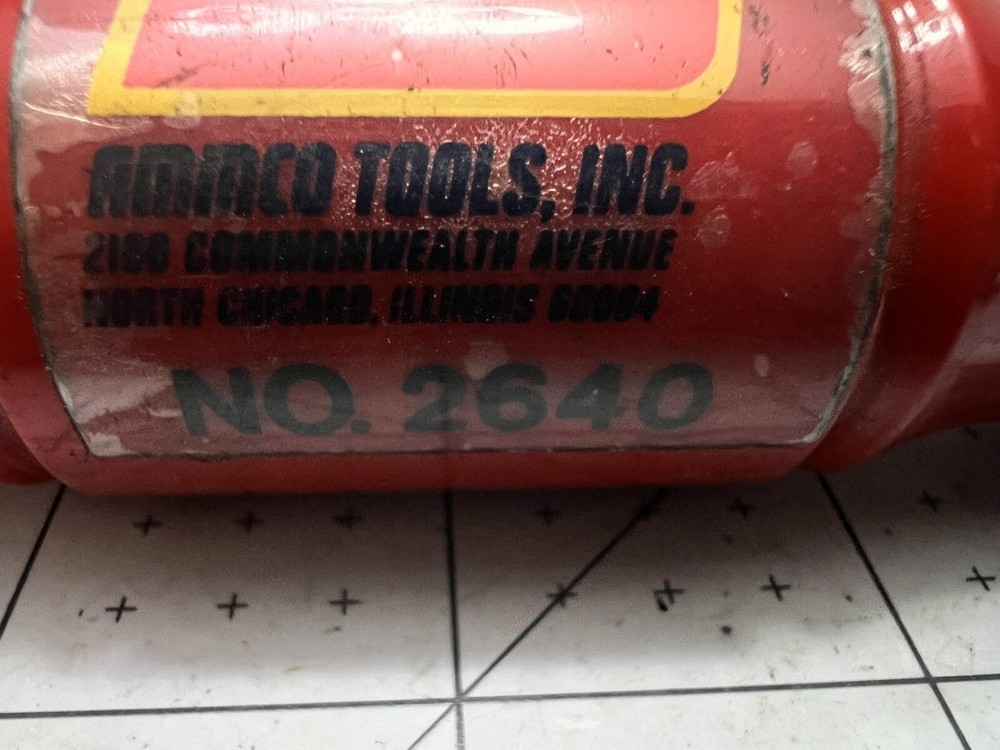 AMMCO TOOLS, INC.
2100 COMMONWEALTH AVENUE
NORTH CHICAGO, ILLINOIS 60064
NO. 2640